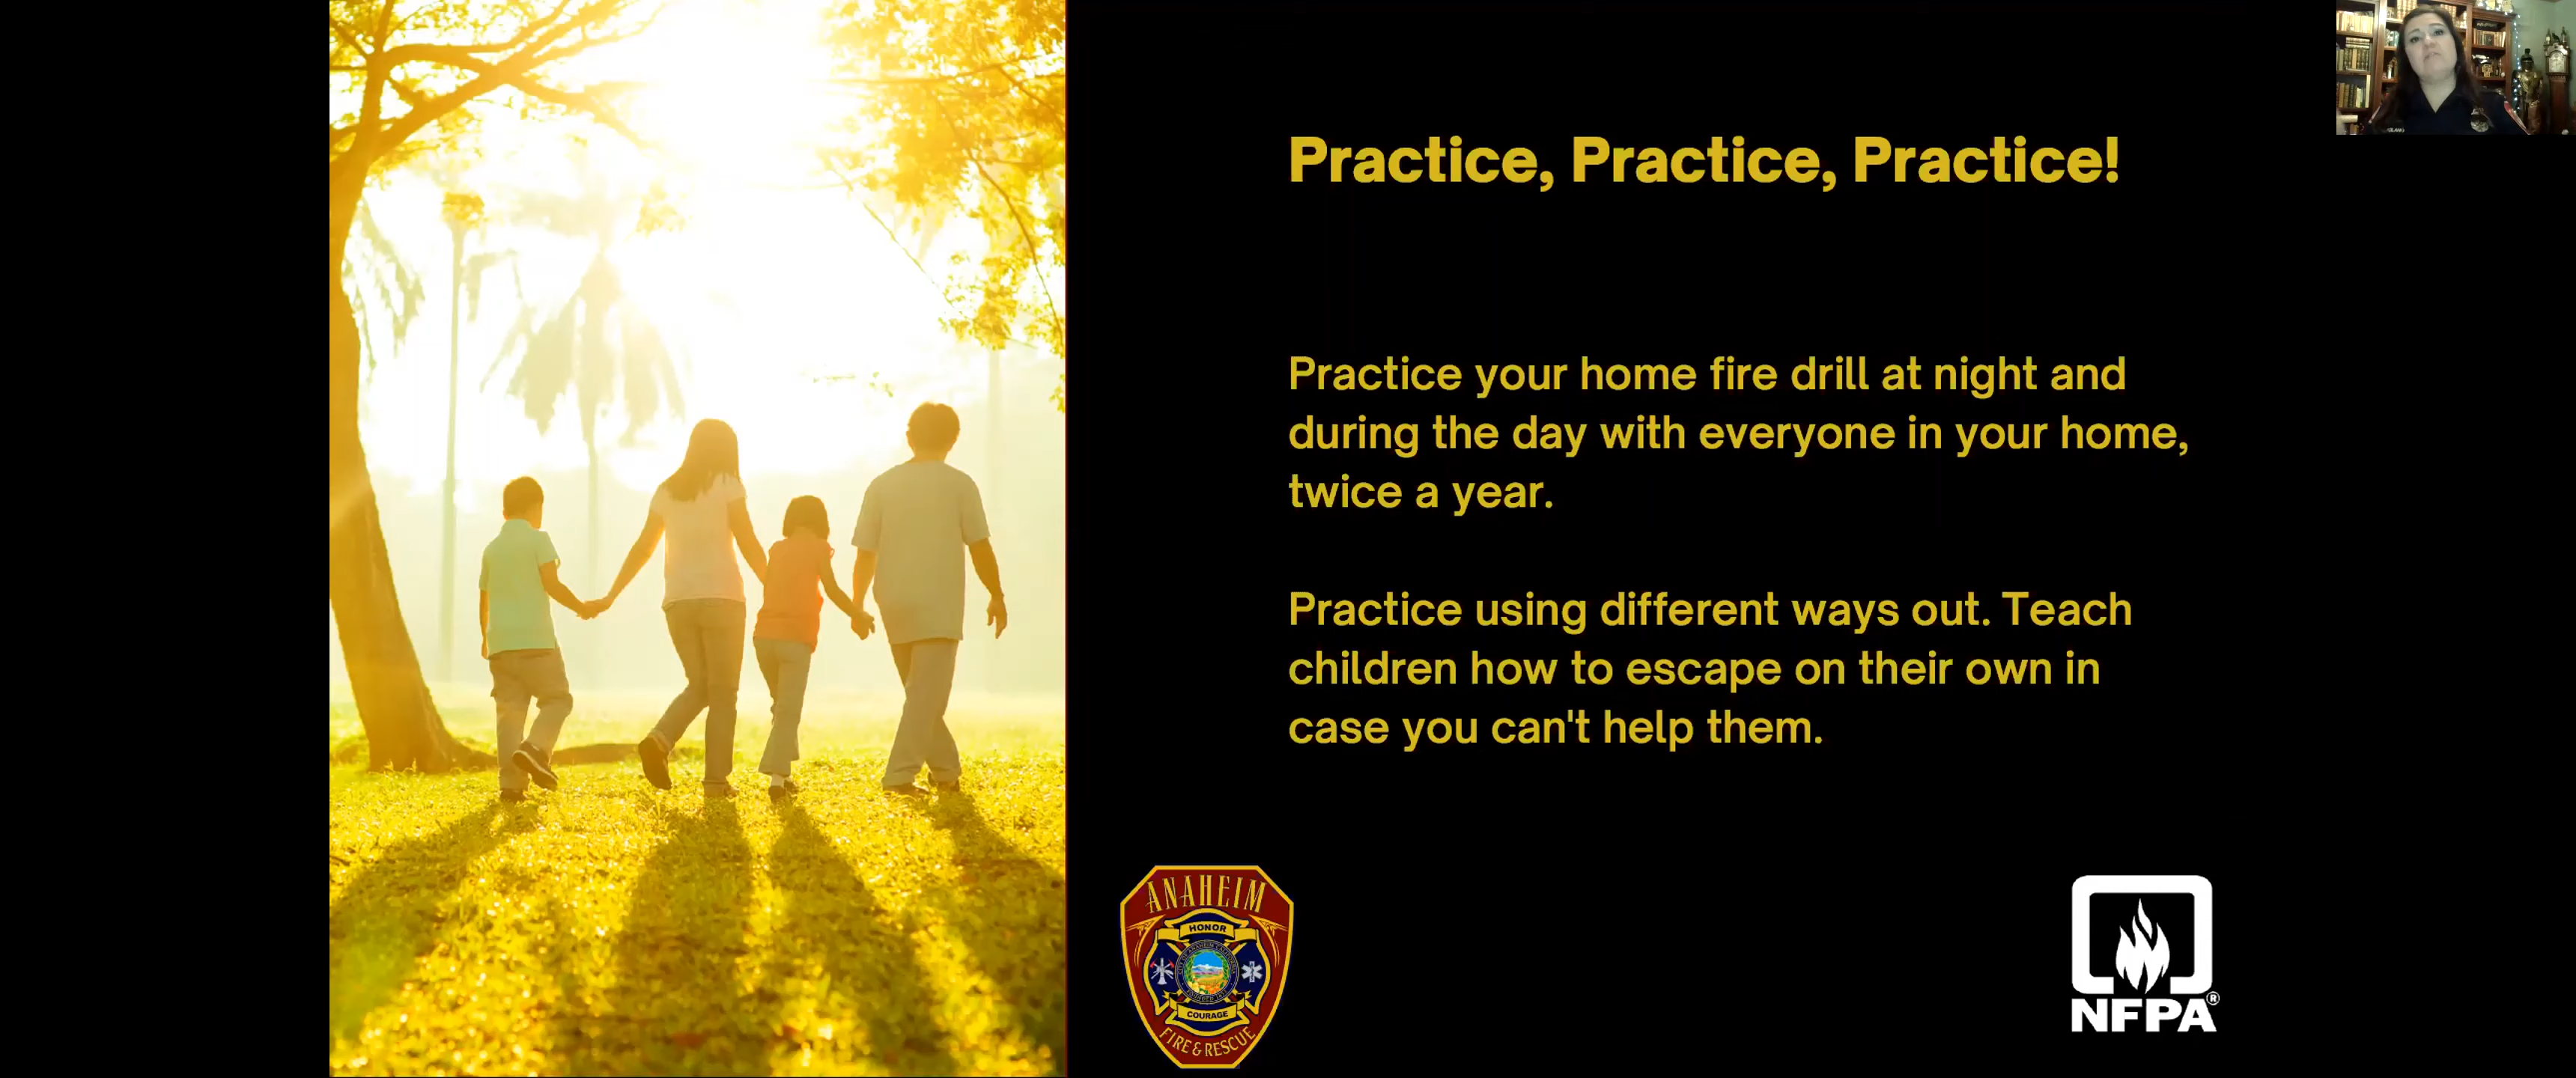 Practice, Practice, Practice!
Practice your home fire drill at night and
during the day with everyone in your home,
twice a year.
Practice using different ways out. Teach
children how to escape on their own in
case you can't help them.
ANAHEIM
HONOR
COURAGE
FIRE & RESCUE
NFPA®